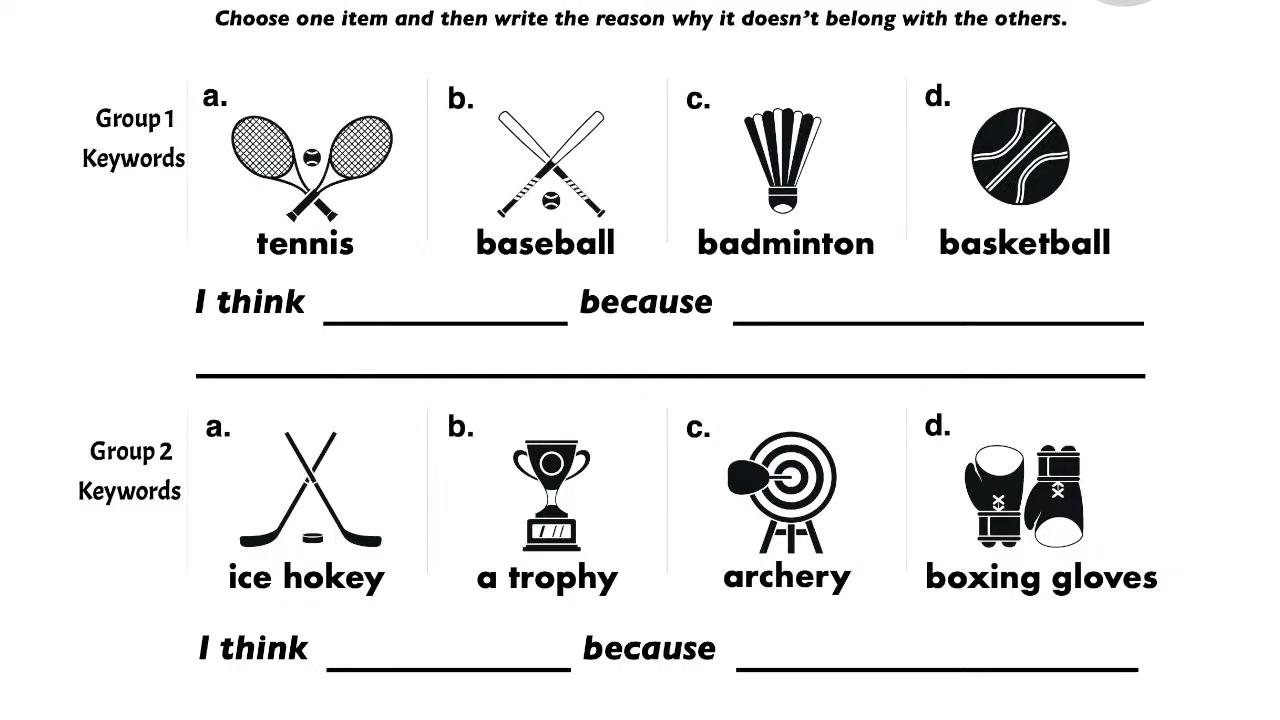 Choose one item and then write the reason why it doesn't belong with the others.
Group 1
Keywords
a.
b.
c.
d.
tennis
baseball
badminton
basketball
I think because
Group 2
Keywords
a.
b.
c.
d.
ice hokey
a trophy
archery
boxing gloves
I think because